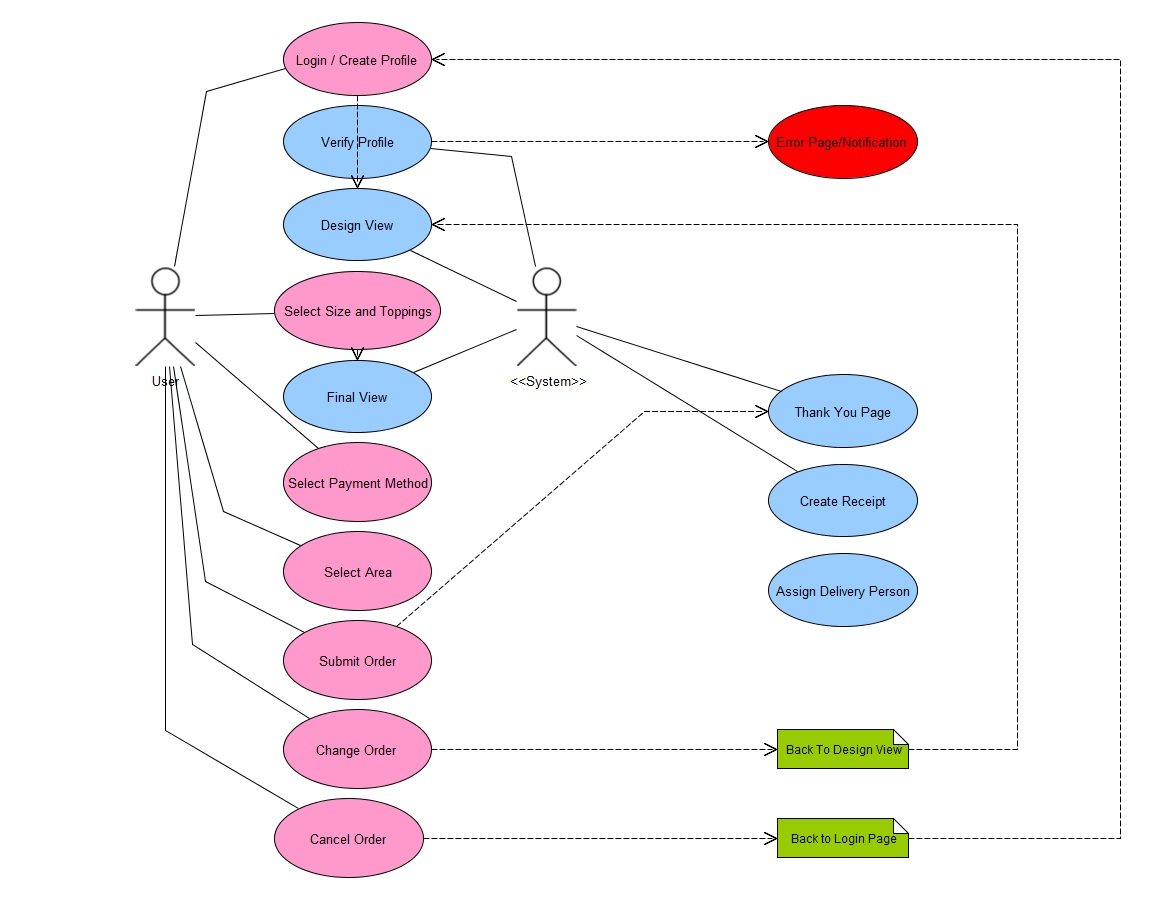 Login / Create Profile
Verify Profile
Error Page/Notification
Design View
Select Size and Toppings
User
<<System>>
Final View
Thank You Page
Select Payment Method
Create Receipt
Select Area
Assign Delivery Person
Submit Order
Change Order
Back To Design View
Cancel Order
Back to Login Page